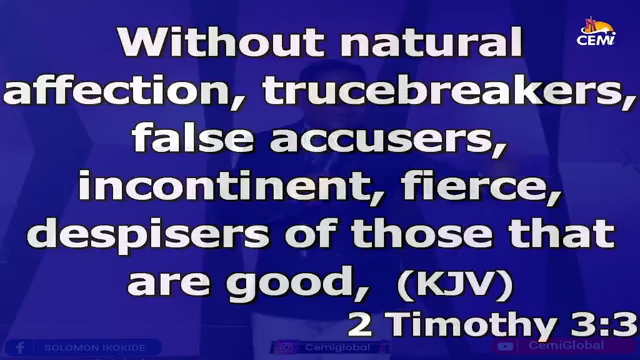 CEMi
Without natural
affection, trucebreakers,
false accusers,
incontinent, fierce,
despisers of those that
are good, (KJV)
2 Timothy 3:3
SOLOMON IKOKIDE
Cemiglobal
CemiGlobal